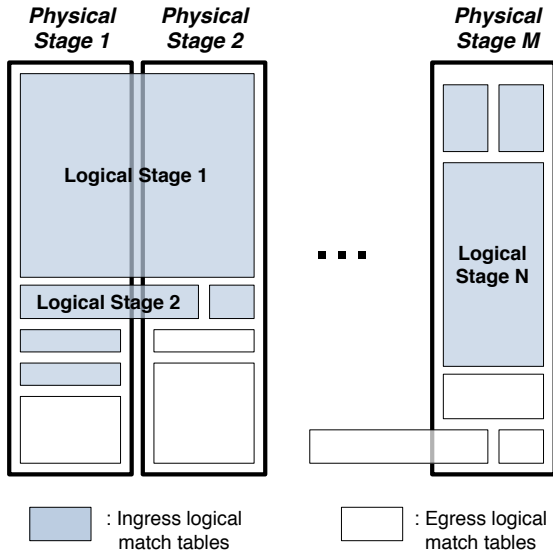 Physical Stage 1
Physical Stage 2
Physical Stage M
Logical Stage 1
Logical Stage 2
Logical
Stage N
: Ingress logical
match tables
: Egress logical
match tables